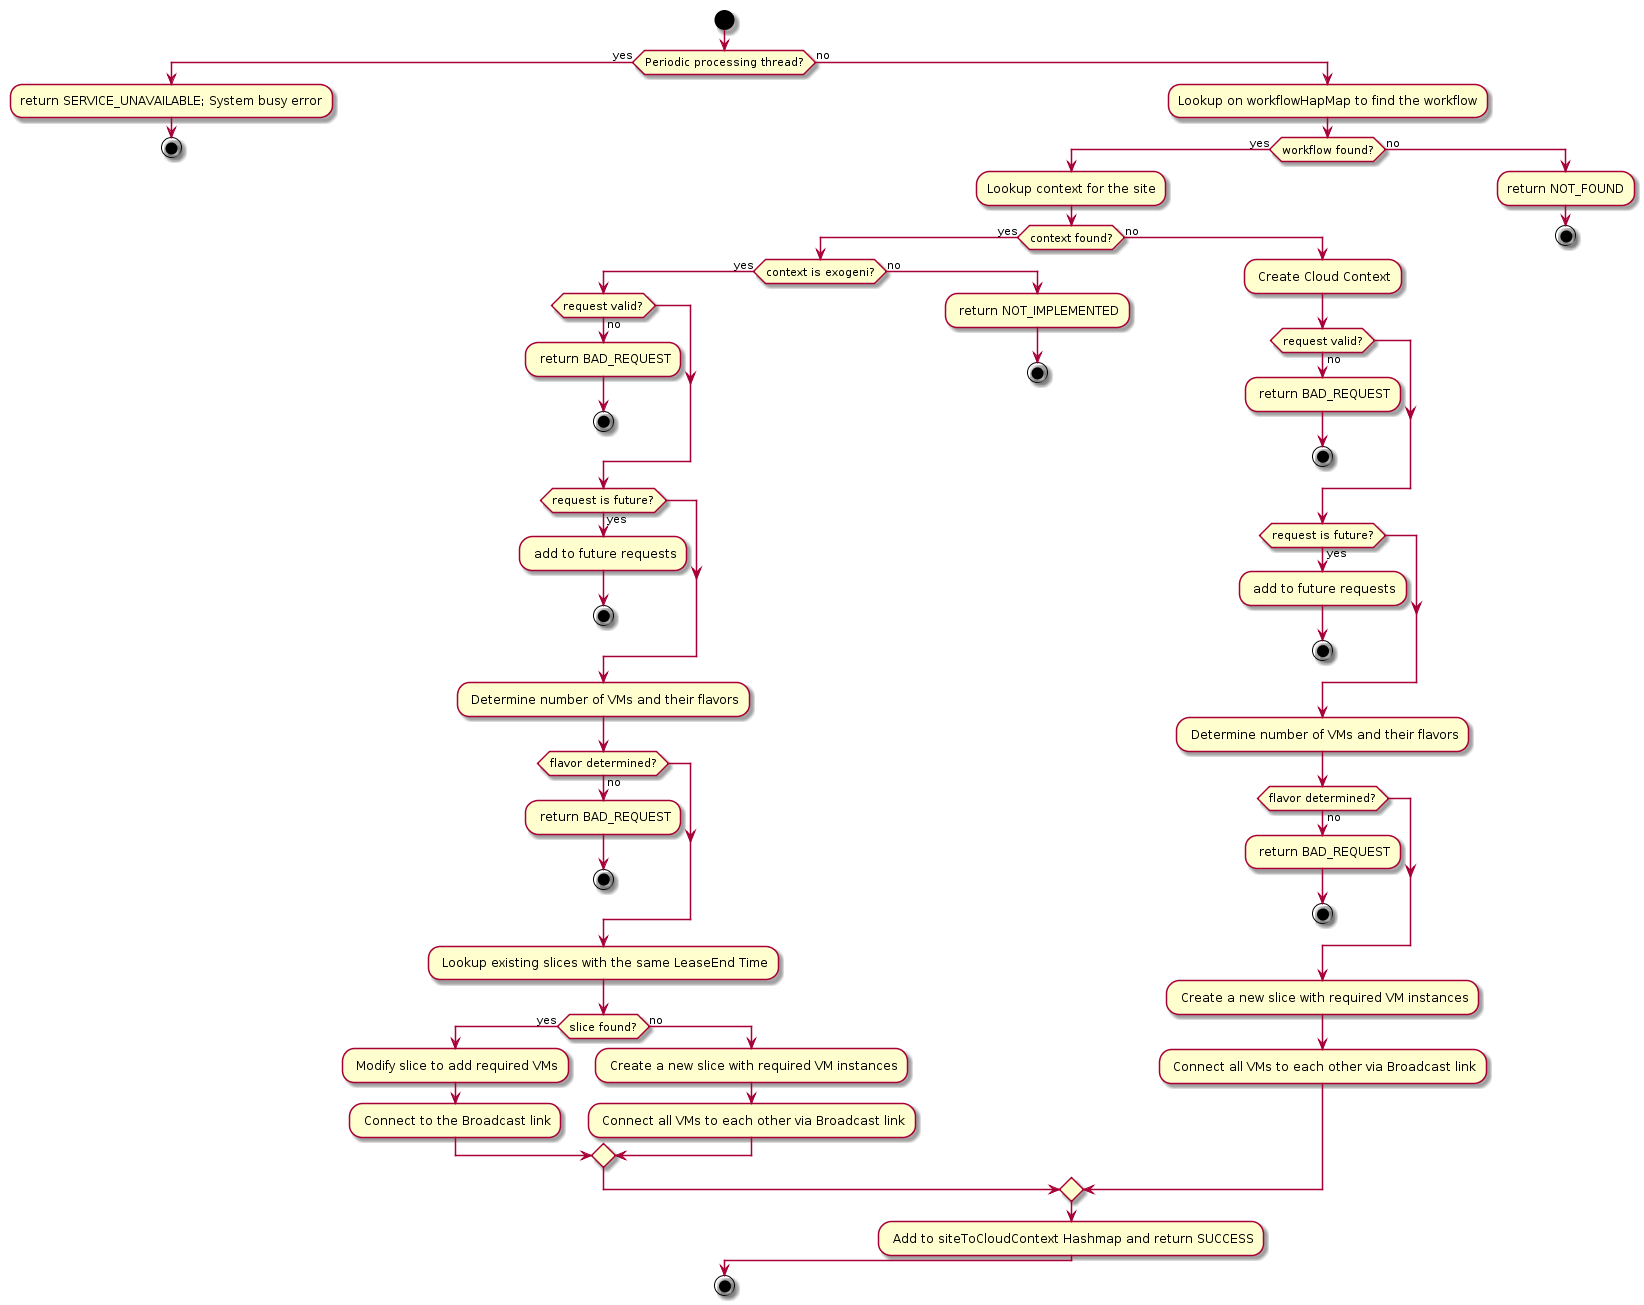 yes
Periodic processing thread?
no
return SERVICE_UNAVAILABLE; System busy error
Lookup on workflowHapMap to find the workflow
yes
workflow found?
no
Lookup context for the site
return NOT_FOUND
yes
context found?
no
yes
context is exogeni?
no
Create Cloud Context
request valid?
no
return BAD_REQUEST
return NOT_IMPLEMENTED
request valid?
no
return BAD_REQUEST
request is future?
yes
add to future requests
request is future?
yes
add to future requests
Determine number of VMs and their flavors
Determine number of VMs and their flavors
flavor determined?
no
return BAD_REQUEST
flavor determined?
no
return BAD_REQUEST
Lookup existing slices with the same LeaseEnd Time
Create a new slice with required VM instances
yes
slice found?
no
Modify slice to add required VMs
Create a new slice with required VM instances
Connect all VMs to each other via Broadcast link
Connect to the Broadcast link
Connect all VMs to each other via Broadcast link
Add to siteToCloudContext Hashmap and return SUCCESS